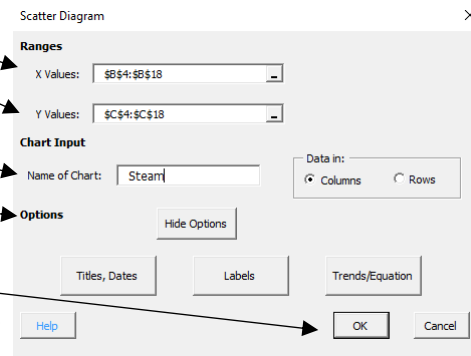 Scatter Diagram
Ranges
X Values: $B$4:$B$18
Y Values: $C$4:$C$18
Chart Input
Name of Chart: Steam
Data in:
Columns Rows
Options
Hide Options
Titles, Dates Labels Trends/Equation
Help OK Cancel